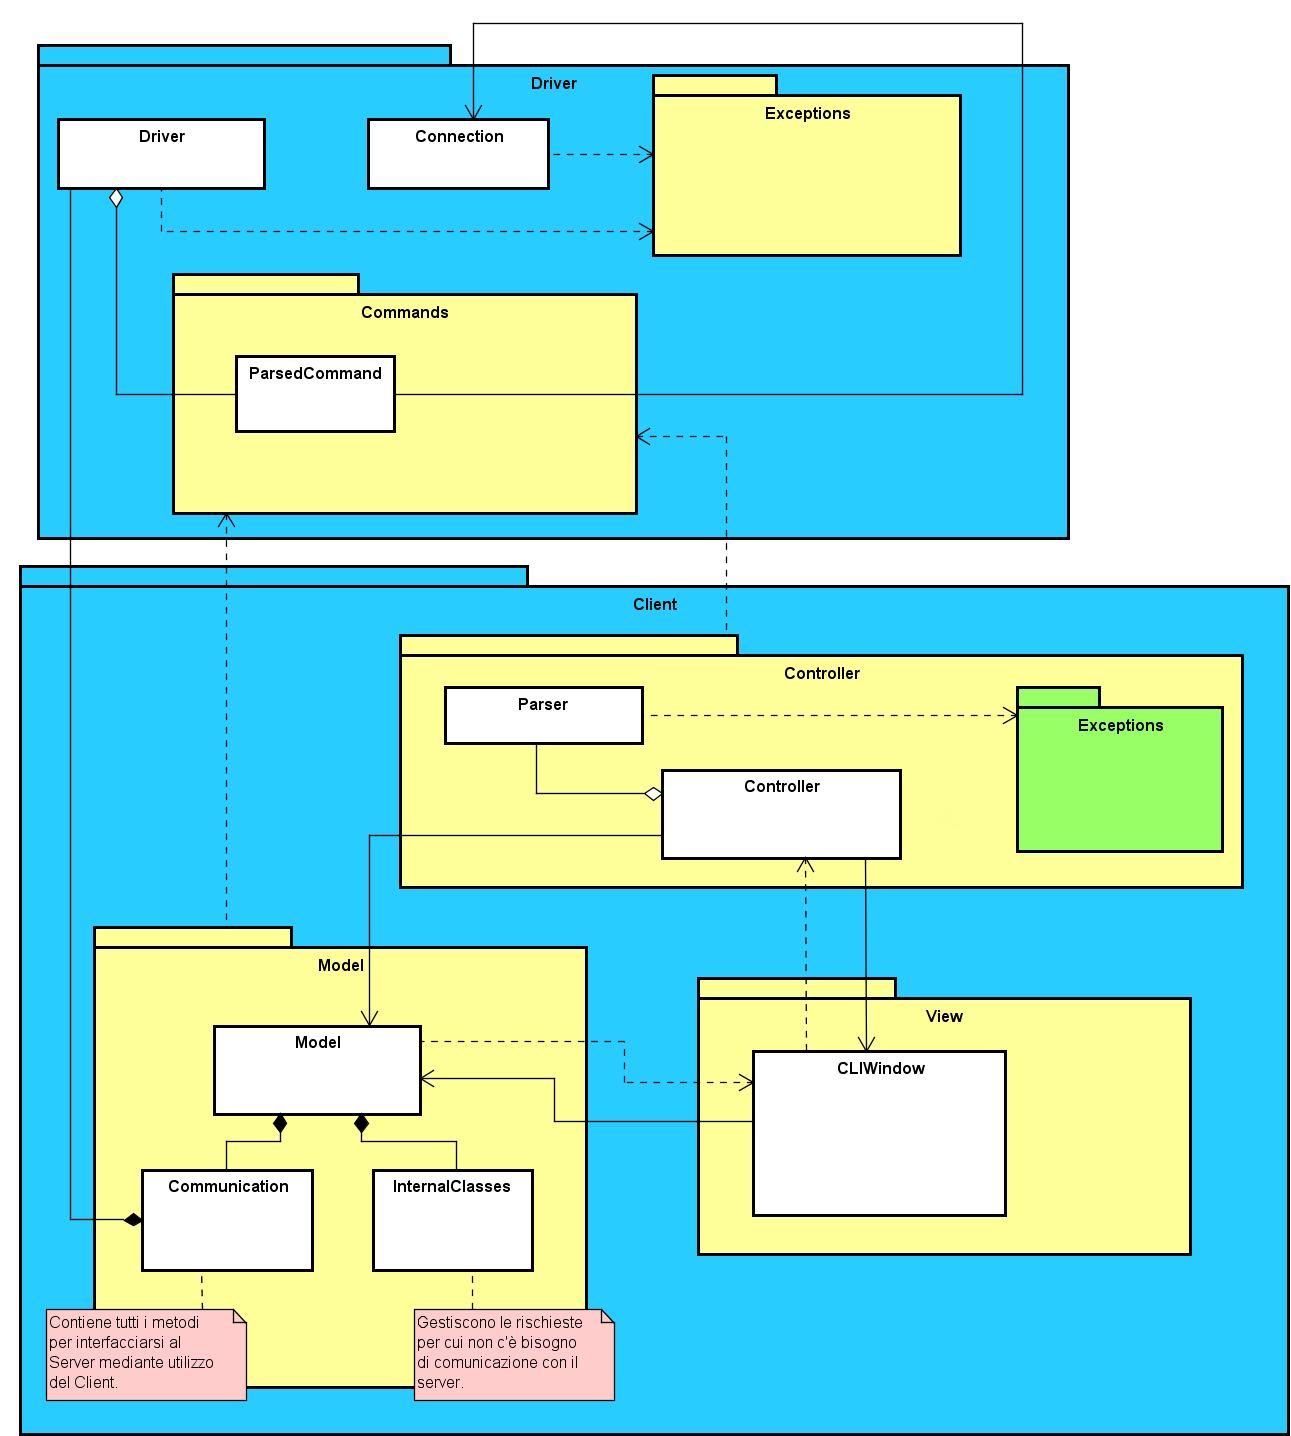 Driver
Driver
Connection
Exceptions
Commands
ParsedCommand
Client
Controller
Parser
Exceptions
Controller
Model
Model
View
CLIWindow
Communication
InternalClasses
Contiene tutti i metodi
per interfacciarsi al
Server mediante utilizzo
del Client.
Gestiscono le rischieste
per cui non c'è bisogno
di comunicazione con il
server.